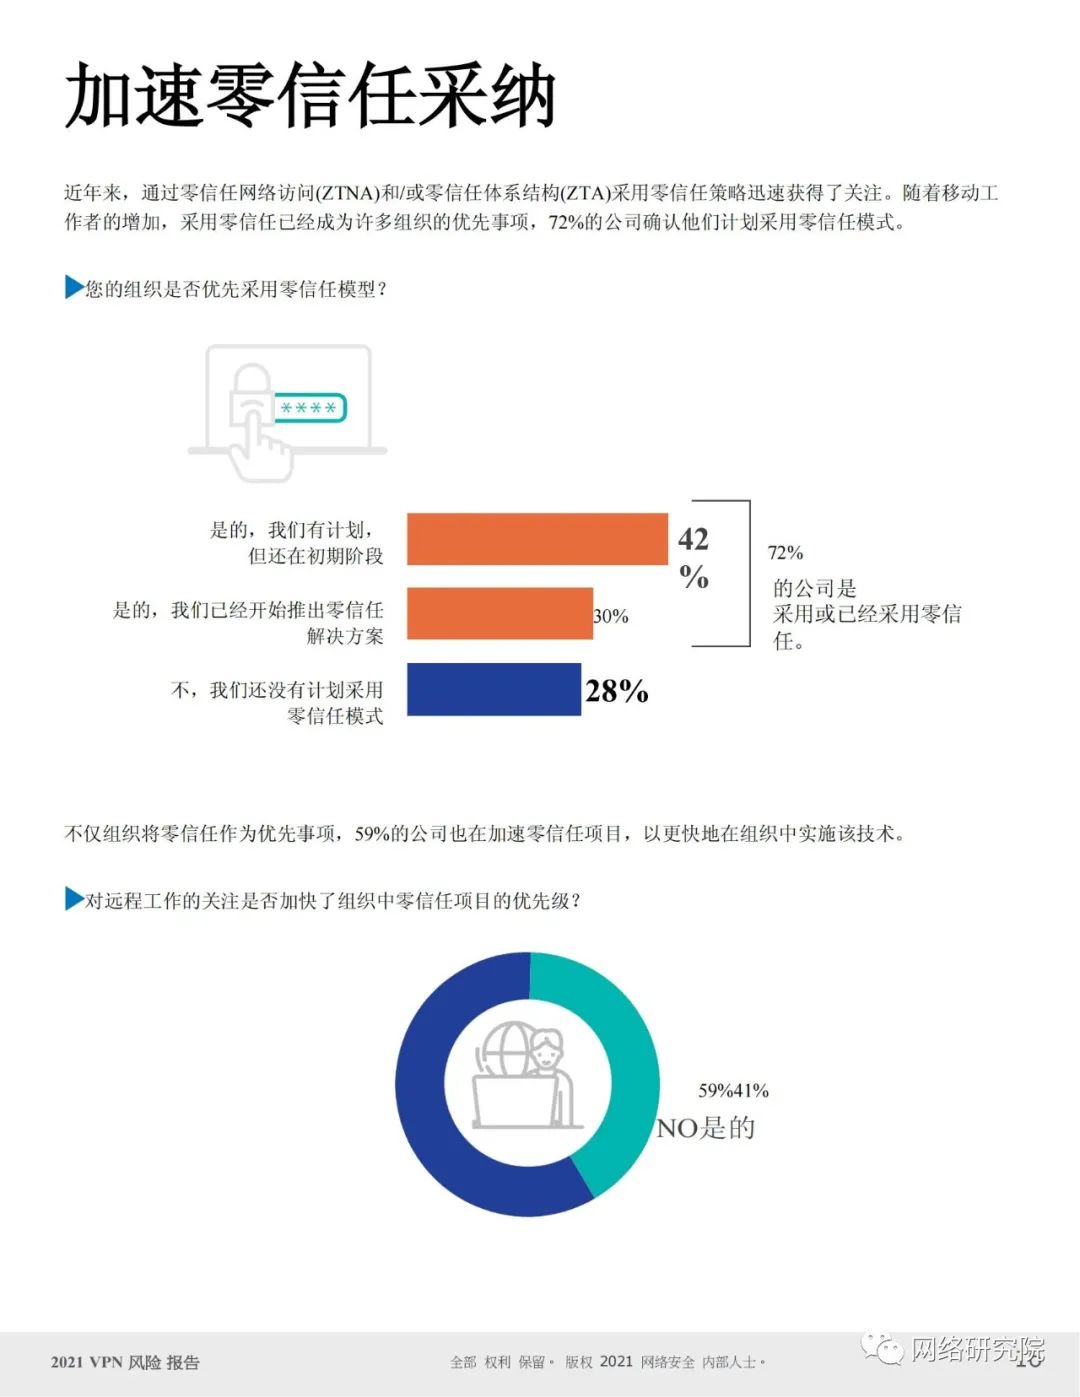 加速零信任采纳
近年来，通过零信任网络访问(ZTNA)和/或零信任体系结构(ZTA)采用零信任策略迅速获得了关注。随着移动工
作者的增加，采用零信任已经成为许多组织的优先事项，72%的公司确认他们计划采用零信任模式。
您的组织是否优先采用零信任模型？
****
是的，我们有计划，
但还在初期阶段
42
%
是的，我们已经开始推出零信任
解决方案
30%
不，我们还没有计划采用
零信任模式
28%
72%
的公司是
采用或已经采用零信
任。
不仅组织将零信任作为优先事项，59%的公司也在加速零信任项目，以更快地在组织中实施该技术。
对远程工作的关注是否加快了组织中零信任项目的优先级？
59%41%
NO是的
2021 VPN 风险 报告
全部 权利 保留。版权 2021 网络安全 内部人士。
网络研究院